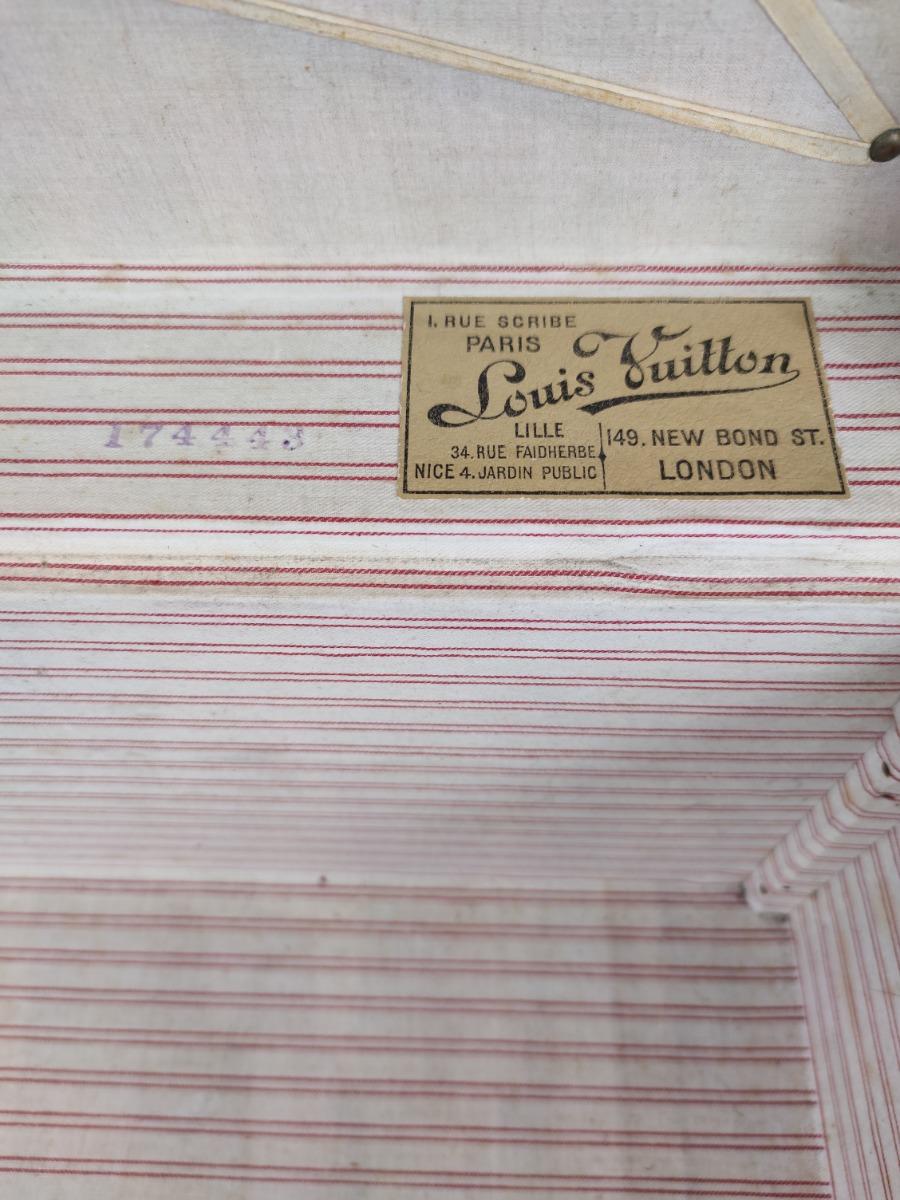 1. RUE SCRIBE
PARIS
Louis Vuitton
LILLE
34. RUE FAIDHERBE
NICE 4. JARDIN PUBLIC
149. NEW BOND ST.
LONDON
174443